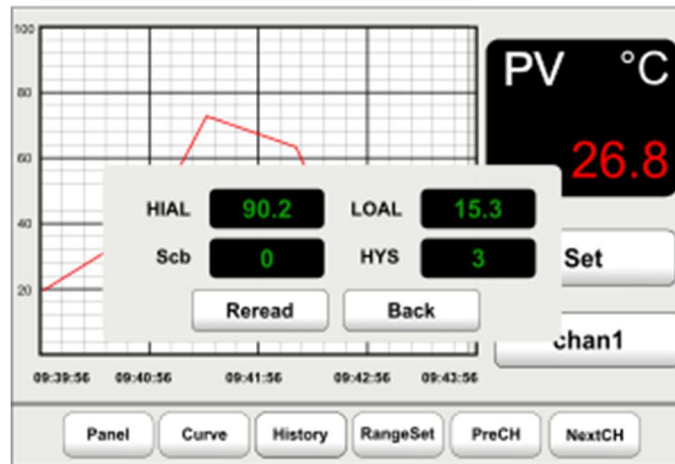 100
80
60
40
20
09:39:56 09:40:56 09:41:56 09:42:56 09:43:56
PV °C
26.8
HIAL 90.2 LOAL 15.3
Scb 0 HYS 3
Reread Back
Set
chan1
Panel Curve History RangeSet PreCH NextCH